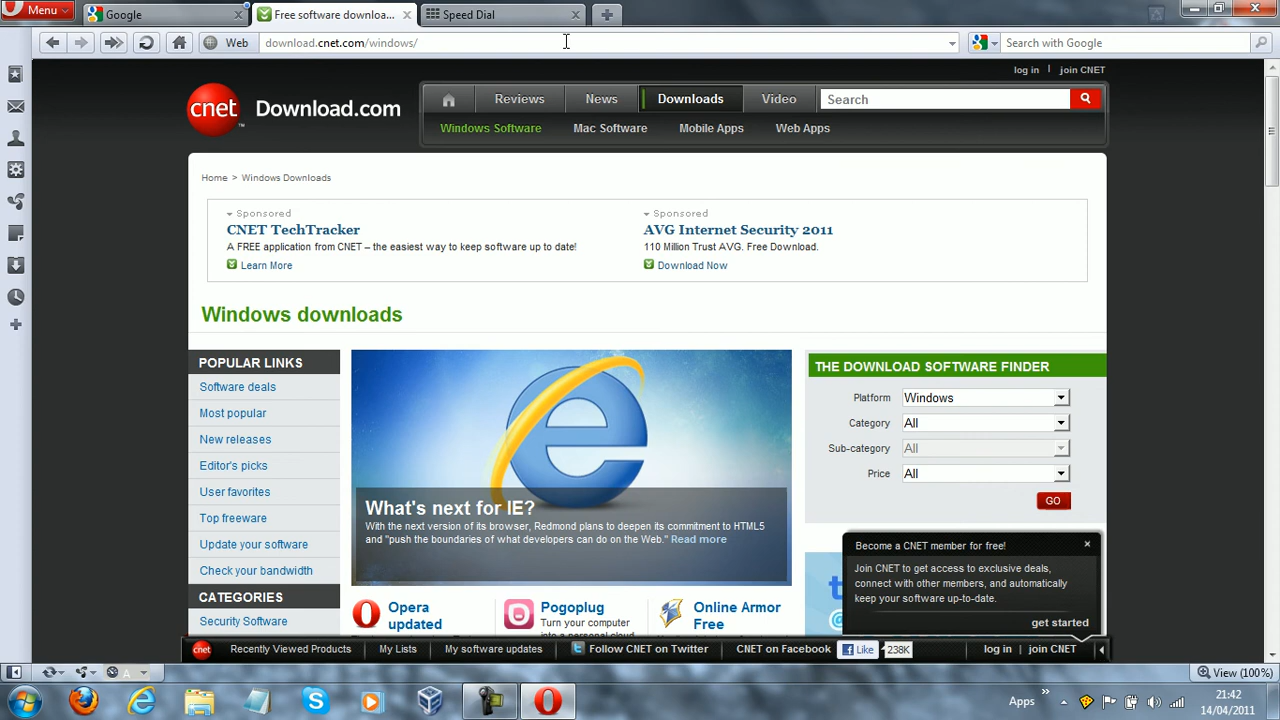 Menu
Google
Free software downloa...
Speed Dial
Web
download.cnet.com/windows/
Search with Google
log in | join CNET
cnet Download.com
Reviews
News
Downloads
Video
Search
Windows Software
Mac Software
Mobile Apps
Web Apps
Home > Windows Downloads
Sponsored
CNET TechTracker
A FREE application from CNET – the easiest way to keep software up to date!
Learn More
Sponsored
AVG Internet Security 2011
110 Million Trust AVG. Free Download.
Download Now
Windows downloads
POPULAR LINKS
Software deals
Most popular
New releases
Editor's picks
User favorites
Top freeware
Update your software
Check your bandwidth
CATEGORIES
Security Software
What's next for IE?
With the next version of its browser, Redmond plans to deepen its commitment to HTML5
and "push the boundaries of what developers can do on the Web." Read more
Opera
updated
Pogoplug
Turn your computer
into a personal cloud
Online Armor
Free
THE DOWNLOAD SOFTWARE FINDER
Platform Windows
Category All
Sub-category All
Price All
GO
Become a CNET member for free!
Join CNET to get access to exclusive deals,
connect with other members, and automatically
keep your software up-to-date.
get started
cnet
Recently Viewed Products
My Lists
My software updates
Follow CNET on Twitter
CNET on Facebook
Like
238K
log in | join CNET
View (100%)
Apps
21:42
14/04/2011